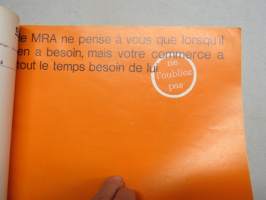 le MRA ne pense à vous que lorsqu'il
en a besoin, mais votre commerce a
tout le temps besoin de lui
ne
l'oubliez
pas